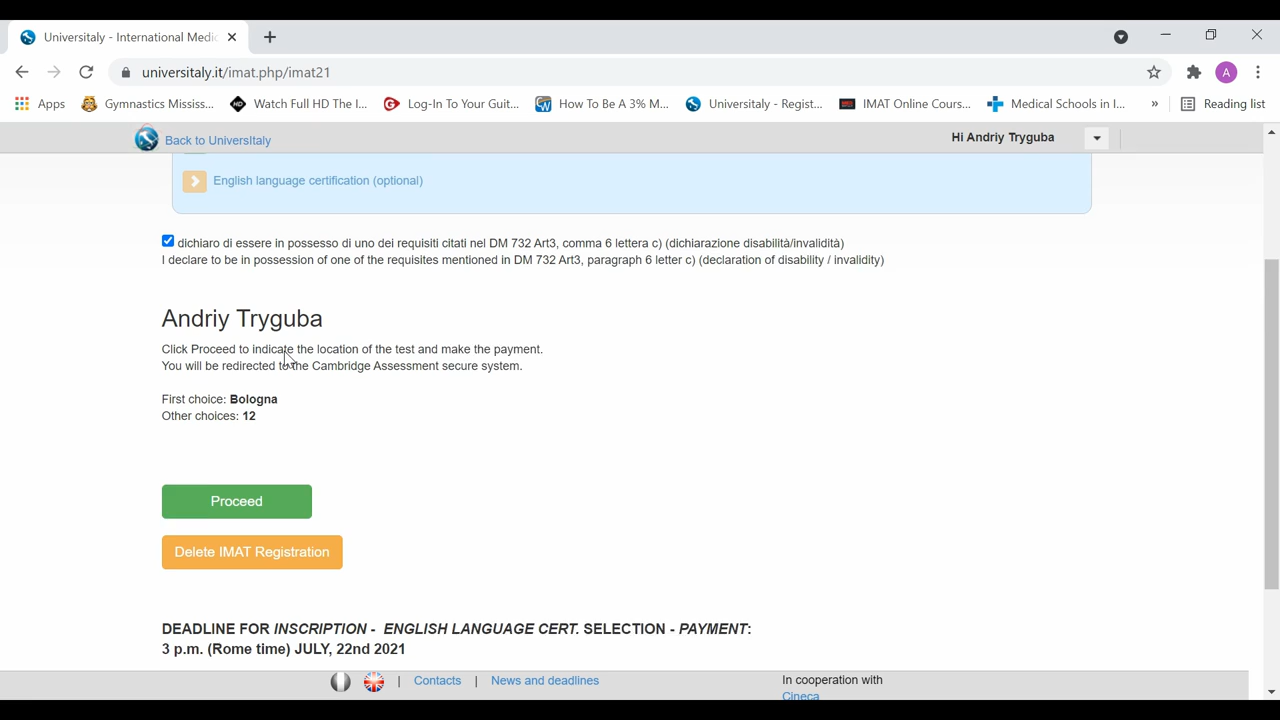 Universitaly - International Medic
universitaly.it/imat.php/imat21
A
Apps
Gymnastics Mississ...
Watch Full HD The I...
Log-In To Your Guit...
How To Be A 3% M...
Universitaly - Regist...
IMAT Online Cours...
Medical Schools in I...
»
Reading list
Back to UniversItaly
Hi Andriy Tryguba
English language certification (optional)
dichiaro di essere in possesso di uno dei requisiti citati nel DM 732 Art3, comma 6 lettera c) (dichiarazione disabilità/invalidità)
I declare to be in possession of one of the requisites mentioned in DM 732 Art3, paragraph 6 letter c) (declaration of disability / invalidity)
Andriy Tryguba
Click Proceed to indicate the location of the test and make the payment.
You will be redirected to the Cambridge Assessment secure system.
First choice: Bologna
Other choices: 12
Proceed
Delete IMAT Registration
DEADLINE FOR INSCRIPTION - ENGLISH LANGUAGE CERT. SELECTION - PAYMENT:
3 p.m. (Rome time) JULY, 22nd 2021
| Contacts | News and deadlines
In cooperation with
Cineca